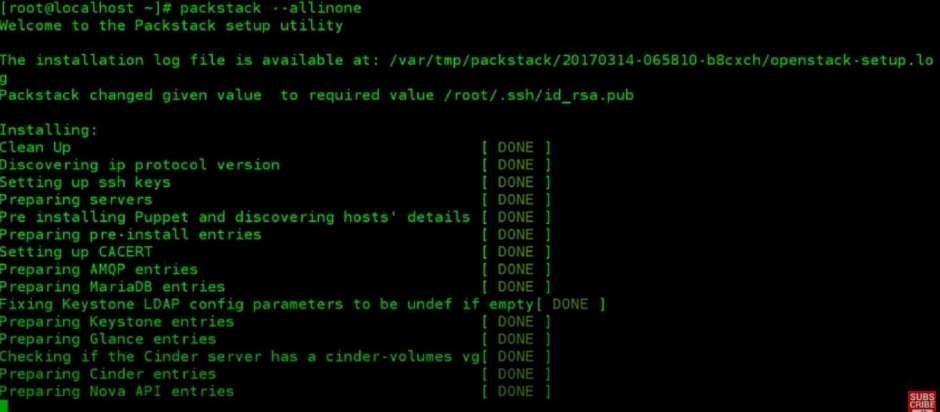 [root@localhost ~]# packstack --allinone
Welcome to the Packstack setup utility
The installation log file is available at: /var/tmp/packstack/20170314-065810-b8cxch/openstack-setup.lo
g
Packstack changed given value  to required value /root/.ssh/id_rsa.pub
Installing:
Clean Up [ DONE ]
Discovering ip protocol version [ DONE ]
Setting up ssh keys [ DONE ]
Preparing servers [ DONE ]
Pre installing Puppet and discovering hosts' details [ DONE ]
Preparing pre-install entries [ DONE ]
Setting up CACERT [ DONE ]
Preparing AMQP entries [ DONE ]
Preparing MariaDB entries [ DONE ]
Fixing Keystone LDAP config parameters to be undef if empty[ DONE ]
Preparing Keystone entries [ DONE ]
Preparing Glance entries [ DONE ]
Checking if the Cinder server has a cinder-volumes vg[ DONE ]
Preparing Cinder entries [ DONE ]
Preparing Nova API entries [ DONE ]
SUBS
CRIBE